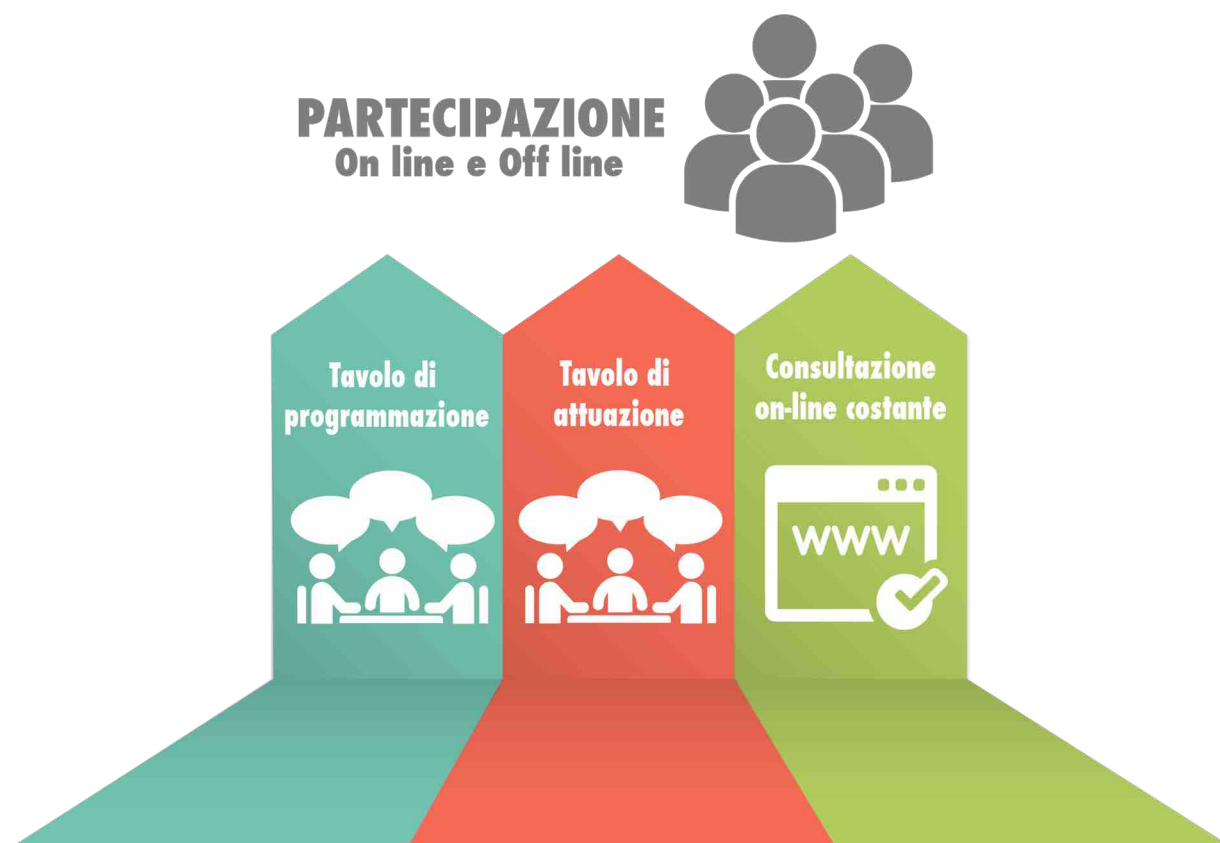 PARTECIPAZIONE
On line e Off line
Tavolo di
programmazione
Tavolo di
attuazione
Consultazione
on-line costante
www